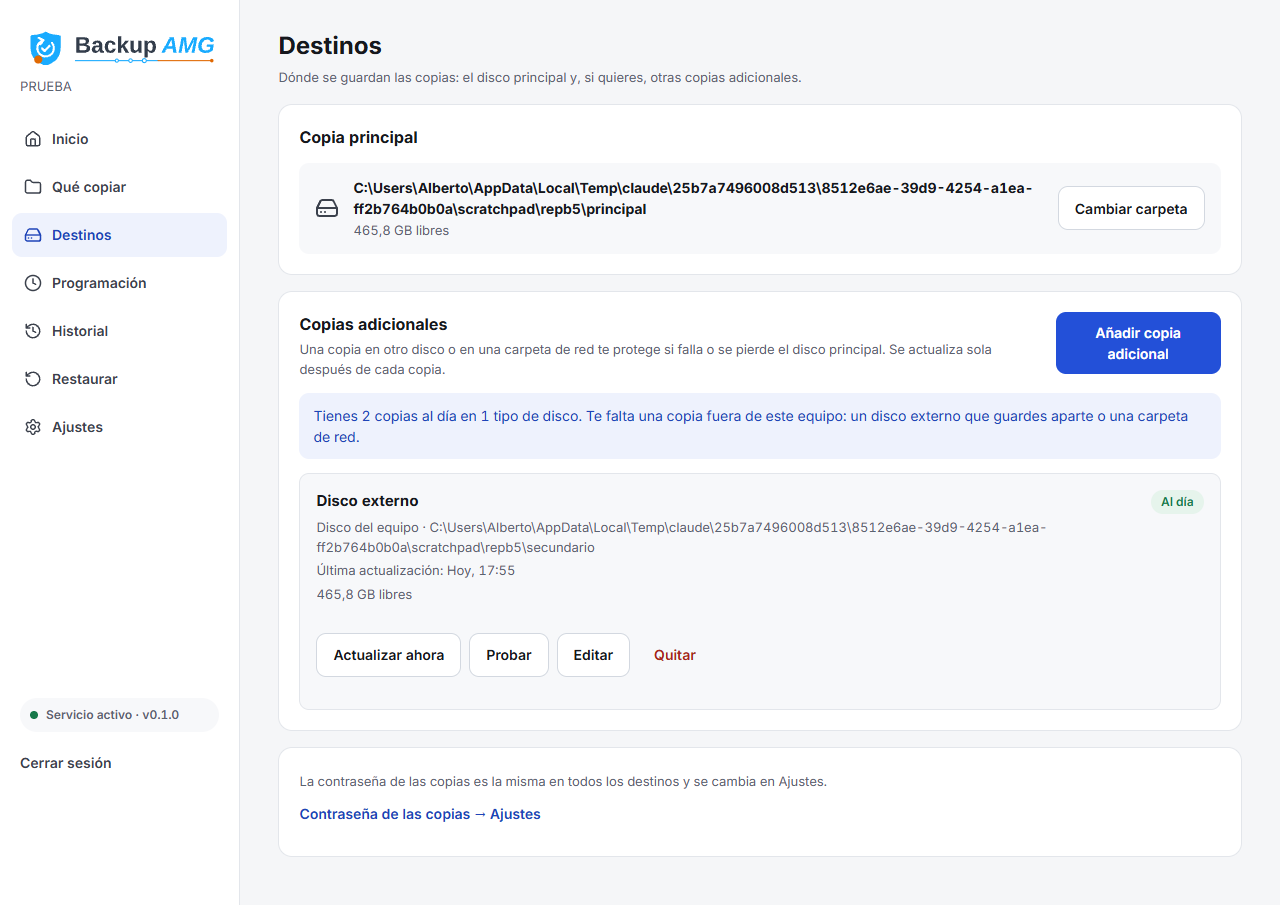 Backup AMG
PRUEBA
Inicio
Qué copiar
Destinos
Programación
Historial
Restaurar
Ajustes
Servicio activo · v0.1.0
Cerrar sesión
Destinos
Dónde se guardan las copias: el disco principal y, si quieres, otras copias adicionales.
Copia principal
C:\Users\Alberto\AppData\Local\Temp\claude\25b7a7496008d513\8512e6ae-39d9-4254-a1ea-
ff2b764b0b0a\scratchpad\repb5\principal
465,8 GB libres
Cambiar carpeta
Copias adicionales
Una copia en otro disco o en una carpeta de red te protege si falla o se pierde el disco principal. Se actualiza sola
después de cada copia.
Añadir copia
adicional
Tienes 2 copias al día en 1 tipo de disco. Te falta una copia fuera de este equipo: un disco externo que guardes aparte o una carpeta
de red.
Disco externo
Al día
Disco del equipo · C:\Users\Alberto\AppData\Local\Temp\claude\25b7a7496008d513\8512e6ae-39d9-4254-a1ea-
ff2b764b0b0a\scratchpad\repb5\secundario
Última actualización: Hoy, 17:55
465,8 GB libres
Actualizar ahora
Probar
Editar
Quitar
La contraseña de las copias es la misma en todos los destinos y se cambia en Ajustes.
Contraseña de las copias → Ajustes